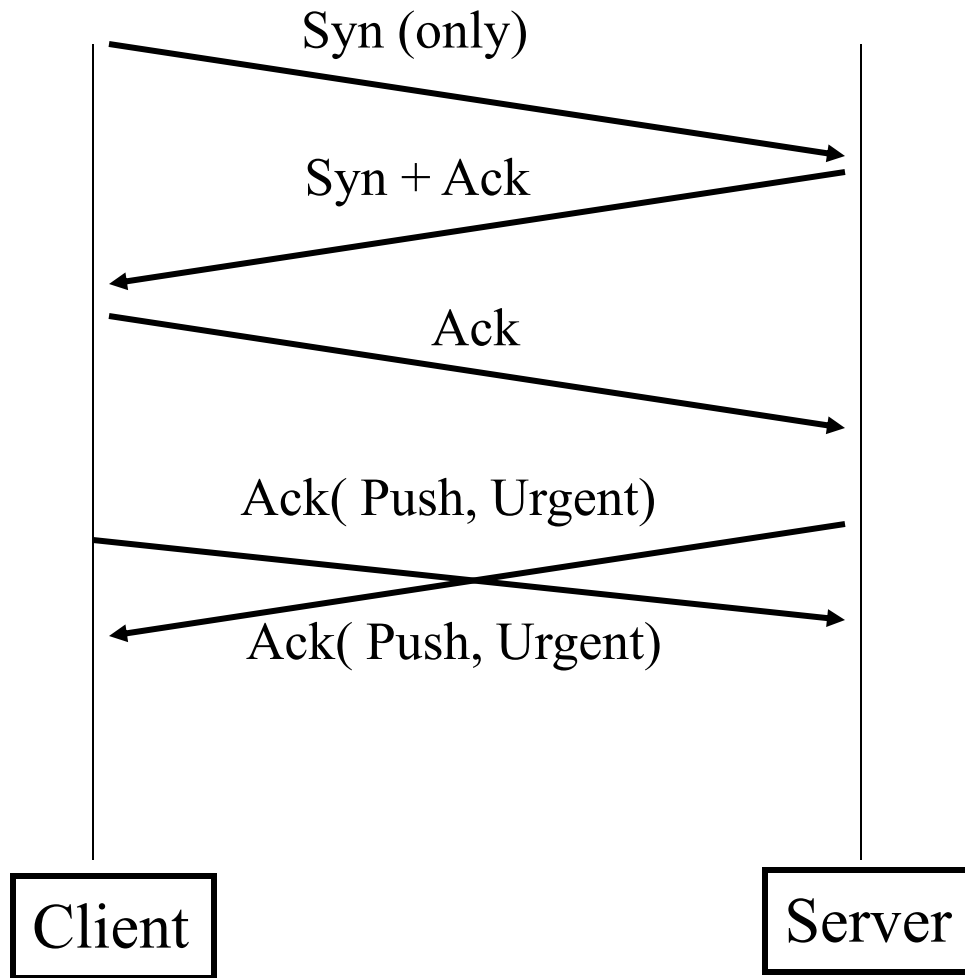 Syn (only)
Syn + Ack
Ack
Ack( Push, Urgent)
Ack( Push, Urgent)
Client
Server